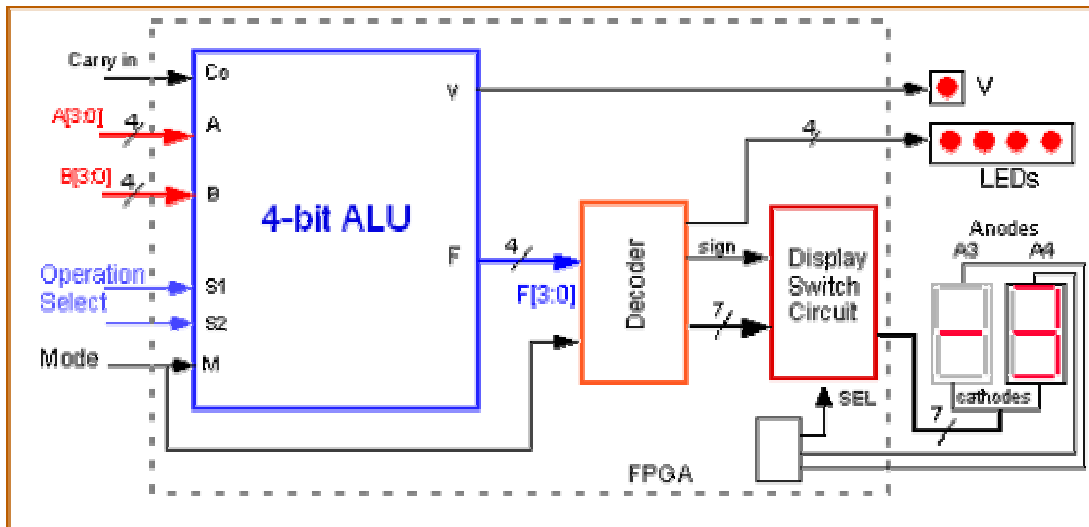 Carry in
Co
A[3:0]
4
A
B[3:0]
4
B
4-bit ALU
V
V
4
LEDs
F
4
F[3:0]
Operation
Select
S1
S2
Mode
M
Decoder
sign
7
Display
Switch
Circuit
SEL
Anodes
A3
A4
cathodes
7
FPGA